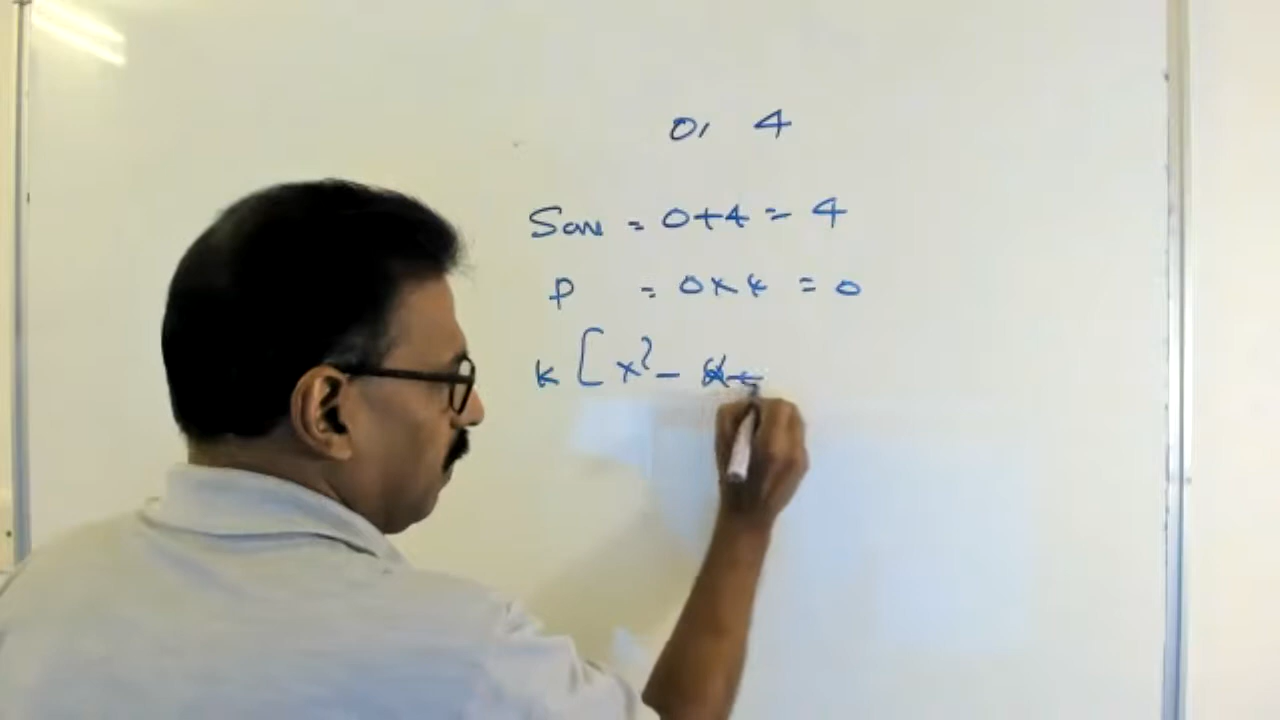 0, 4
Sum = 0+4 = 4
P = 0×4 = 0
k [ x² -